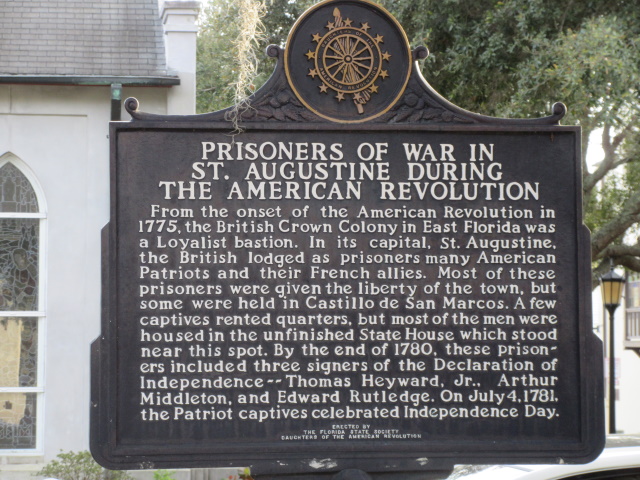 PRISONERS OF WAR IN
ST. AUGUSTINE DURING
THE AMERICAN REVOLUTION
From the onset of the American Revolution in
1775, the British Crown Colony in East Florida was
a Loyalist bastion. In its capital, St. Augustine,
the British lodged as prisoners many American
Patriots and their French allies. Most of these
prisoners were given the liberty of the town, but
some were held in Castillo de San Marcos. A few
captives rented quarters, but most of the men were
housed in the unfinished State House which stood
near this spot. By the end of 1780, these prison-
ers included three signers of the Declaration of
Independence--Thomas Heyward, Jr., Arthur
Middleton, and Edward Rutledge. On July 4, 1781,
the Patriot captives celebrated Independence Day.
ERECTED BY
THE FLORIDA STATE SOCIETY
DAUGHTERS OF THE AMERICAN REVOLUTION